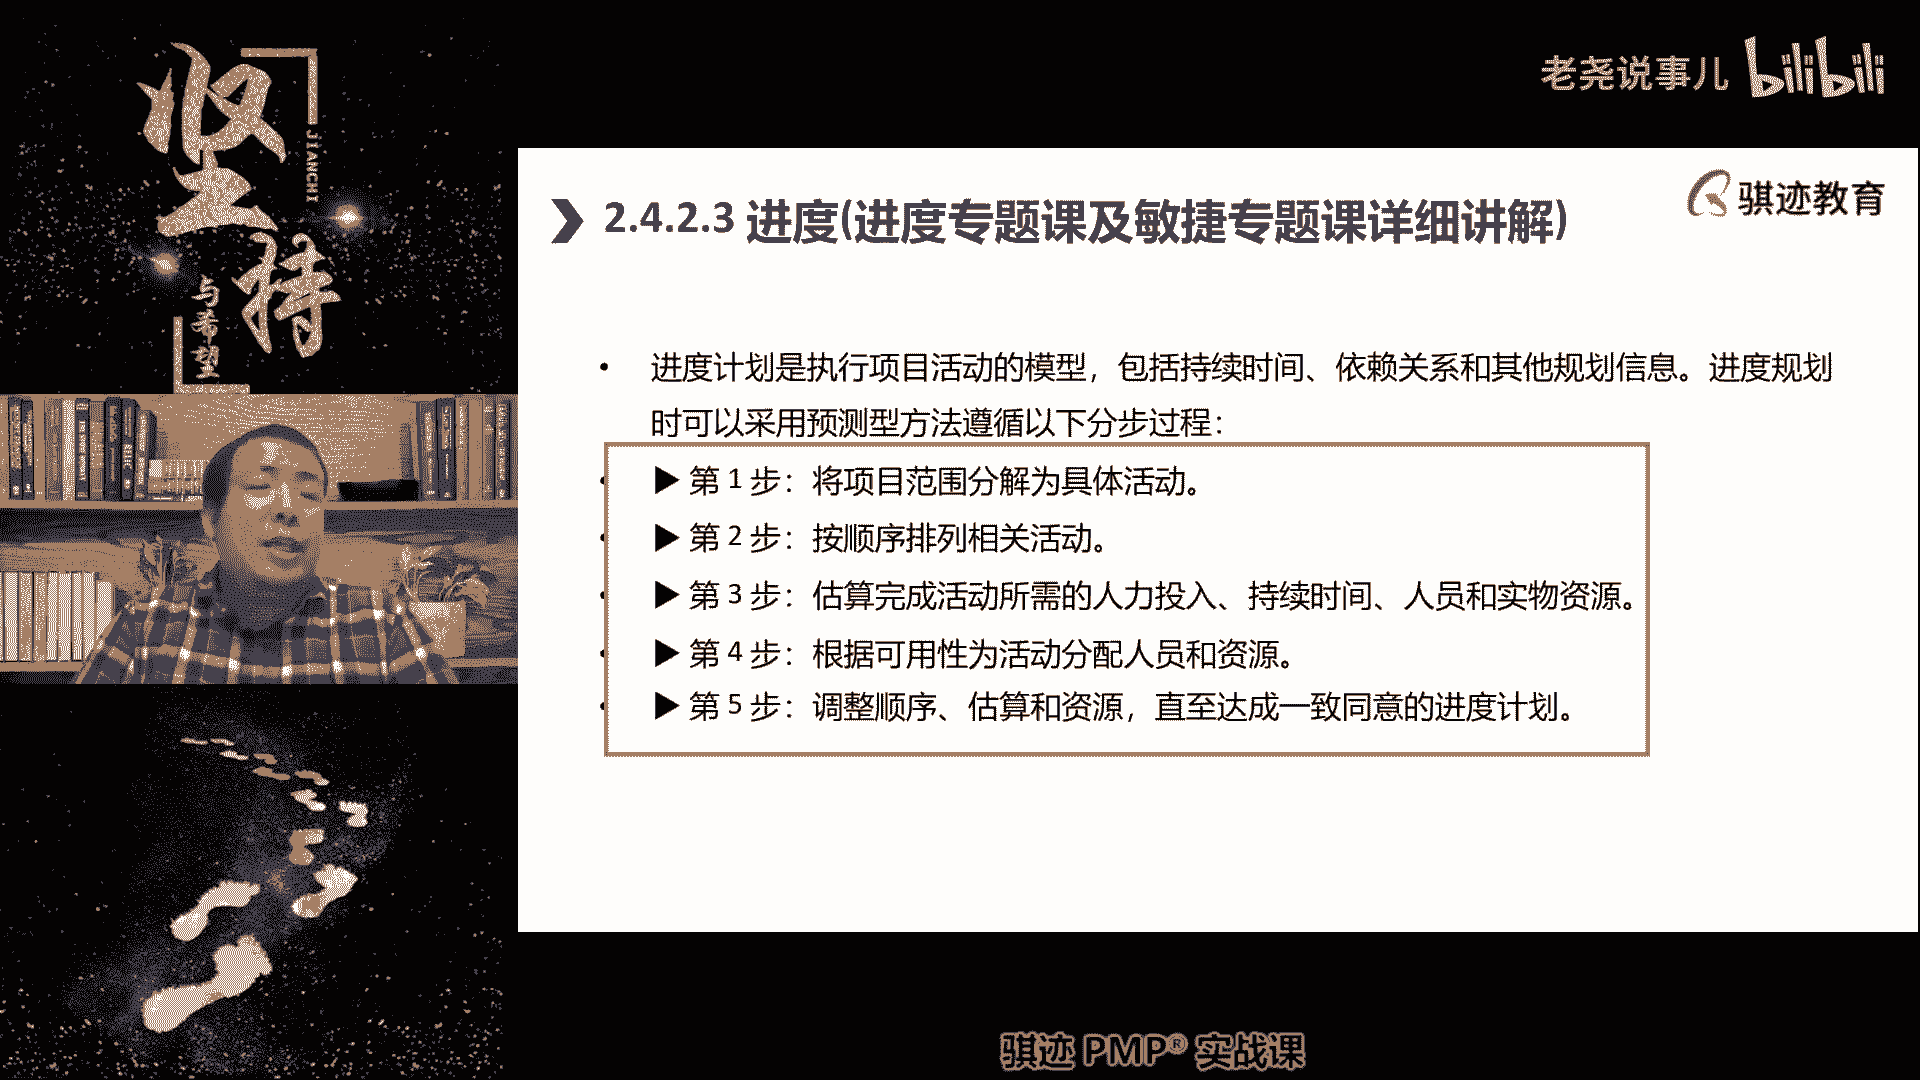 坚持
JIANCHI
与希望
老尧说事儿 bilibili
骐迹教育
2.4.2.3 进度(进度专题课及敏捷专题课详细讲解)
• 进度计划是执行项目活动的模型，包括持续时间、依赖关系和其他规划信息。进度规划
时可以采用预测型方法遵循以下分步过程：
▶ 第 1 步：将项目范围分解为具体活动。
▶ 第 2 步：按顺序排列相关活动。
▶ 第 3 步：估算完成活动所需的人力投入、持续时间、人员和实物资源。
▶ 第 4 步：根据可用性为活动分配人员和资源。
▶ 第 5 步：调整顺序、估算和资源，直至达成一致同意的进度计划。
骐迹 PMP® 实战课